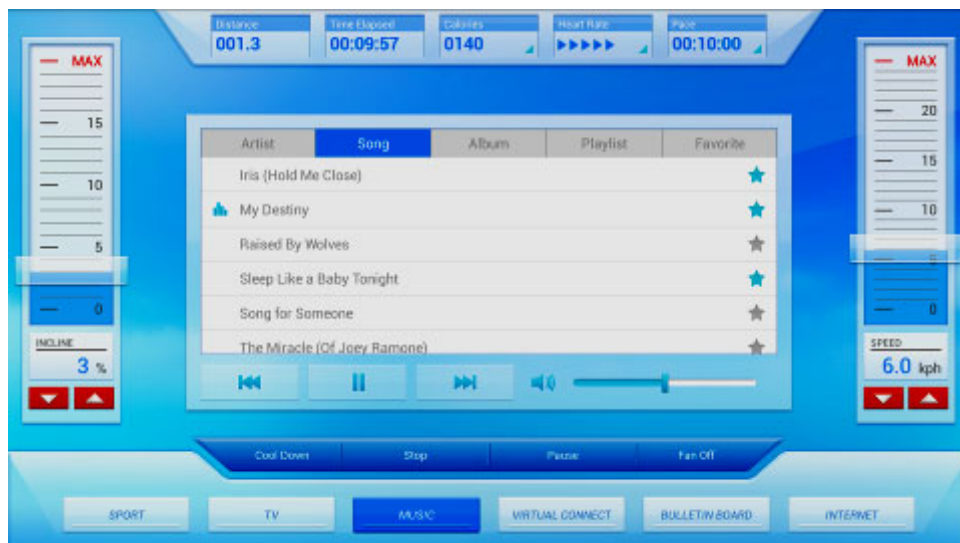 Distance
001.3
Time Elapsed
00:09:57
Calories
0140
Heart Rate
Pace
00:10:00
MAX
15
10
5
0
INCLINE
3 %
MAX
20
15
10
5
0
SPEED
6.0 kph
Artist Song Album Playlist Favorite
Iris (Hold Me Close)
My Destiny
Raised By Wolves
Sleep Like a Baby Tonight
Song for Someone
The Miracle (Of Joey Ramone)
Cool Down Stop Pause Fan Off
SPORT TV MUSIC VIRTUAL CONNECT BULLETIN BOARD INTERNET